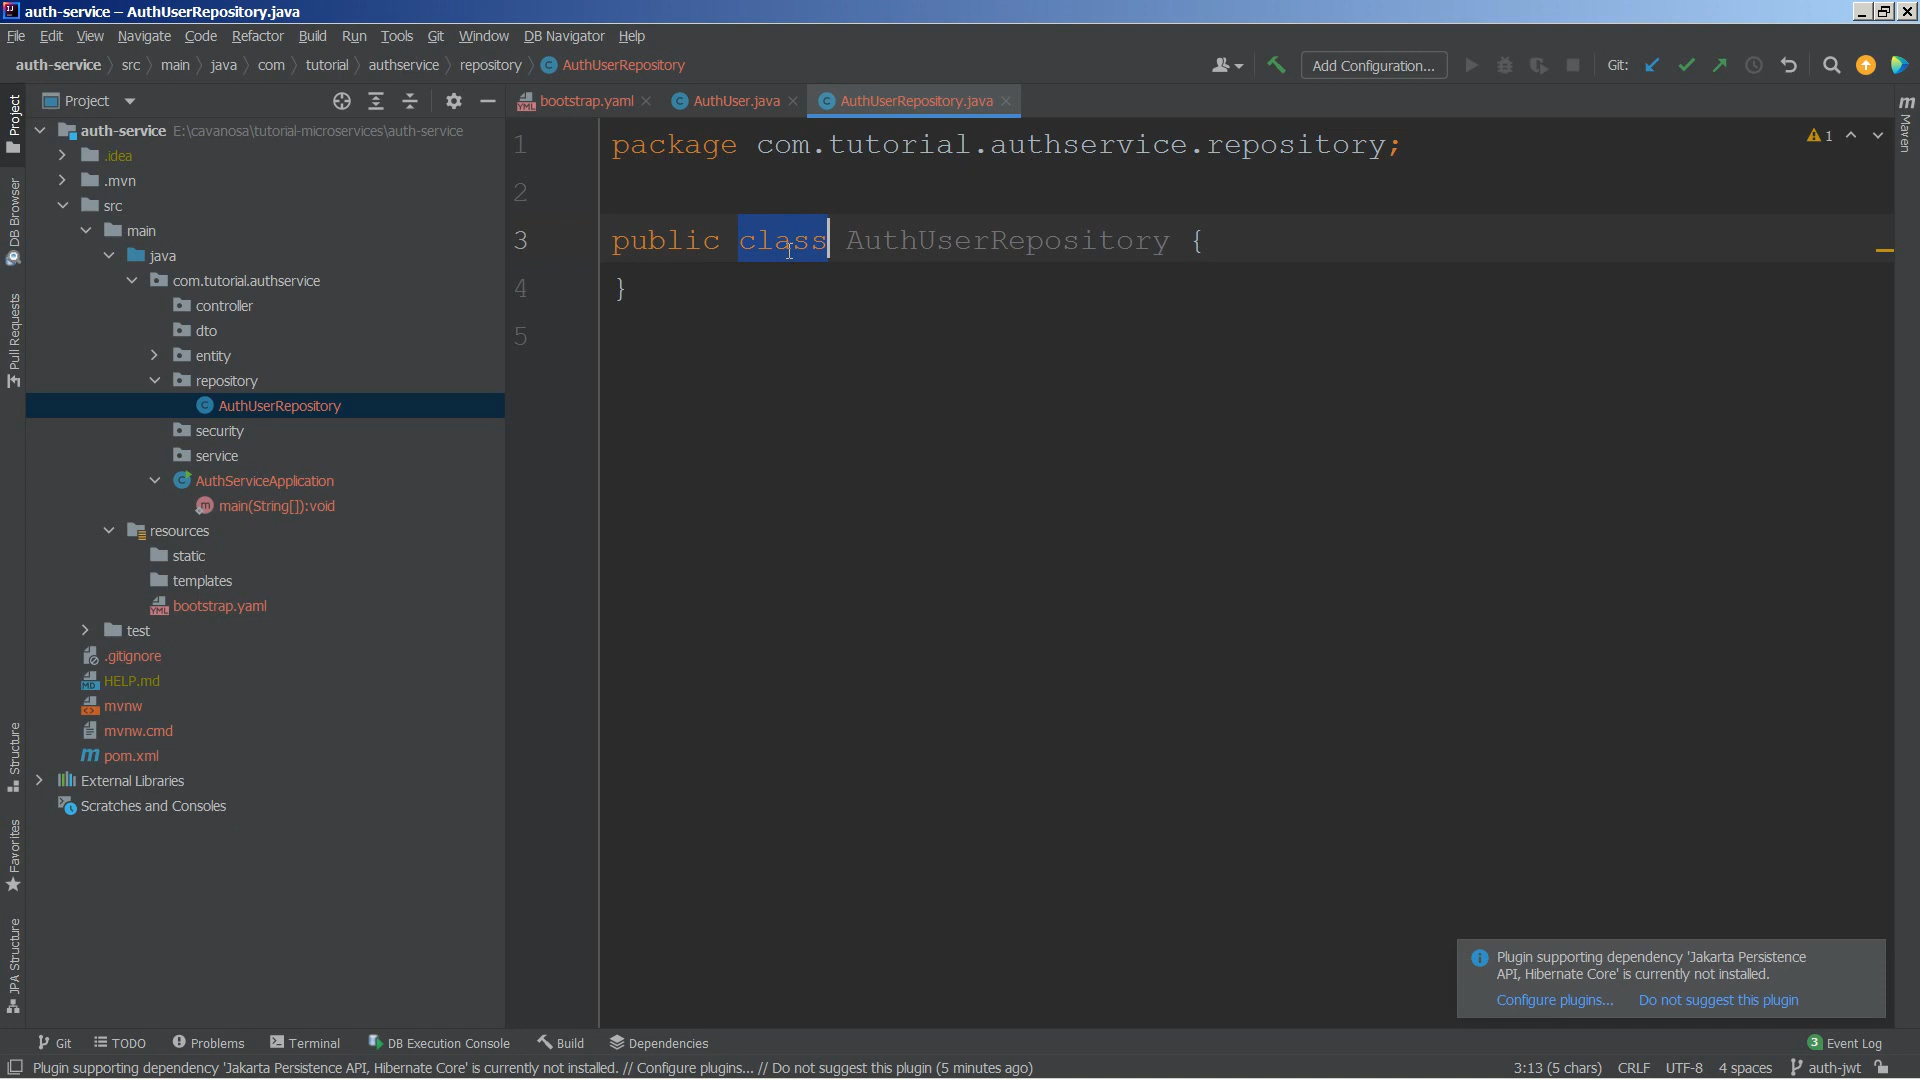 auth-service – AuthUserRepository.java
File Edit View Navigate Code Refactor Build Run Tools Git Window DB Navigator Help
auth-service src main java com tutorial authservice repository AuthUserRepository
Add Configuration...
Git:
Project
bootstrap.yaml
AuthUser.java
AuthUserRepository.java
auth-service E:\cavanosa\tutorial-microservices\auth-service
.idea
.mvn
src
main
java
com.tutorial.authservice
controller
dto
entity
repository
AuthUserRepository
security
service
AuthServiceApplication
main(String[]):void
resources
static
templates
bootstrap.yaml
test
.gitignore
HELP.md
mvnw
mvnw.cmd
pom.xml
External Libraries
Scratches and Consoles
Project
DB Browser
Pull Requests
Structure
Favorites
JPA Structure
1 package com.tutorial.authservice.repository;
2
3 public class AuthUserRepository {
4 }
5
1
Maven
Plugin supporting dependency 'Jakarta Persistence
API, Hibernate Core' is currently not installed.
Configure plugins... Do not suggest this plugin
Git TODO Problems Terminal DB Execution Console Build Dependencies
3 Event Log
Plugin supporting dependency 'Jakarta Persistence API, Hibernate Core' is currently not installed. // Configure plugins... // Do not suggest this plugin (5 minutes ago)
3:13 (5 chars) CRLF UTF-8 4 spaces auth-jwt